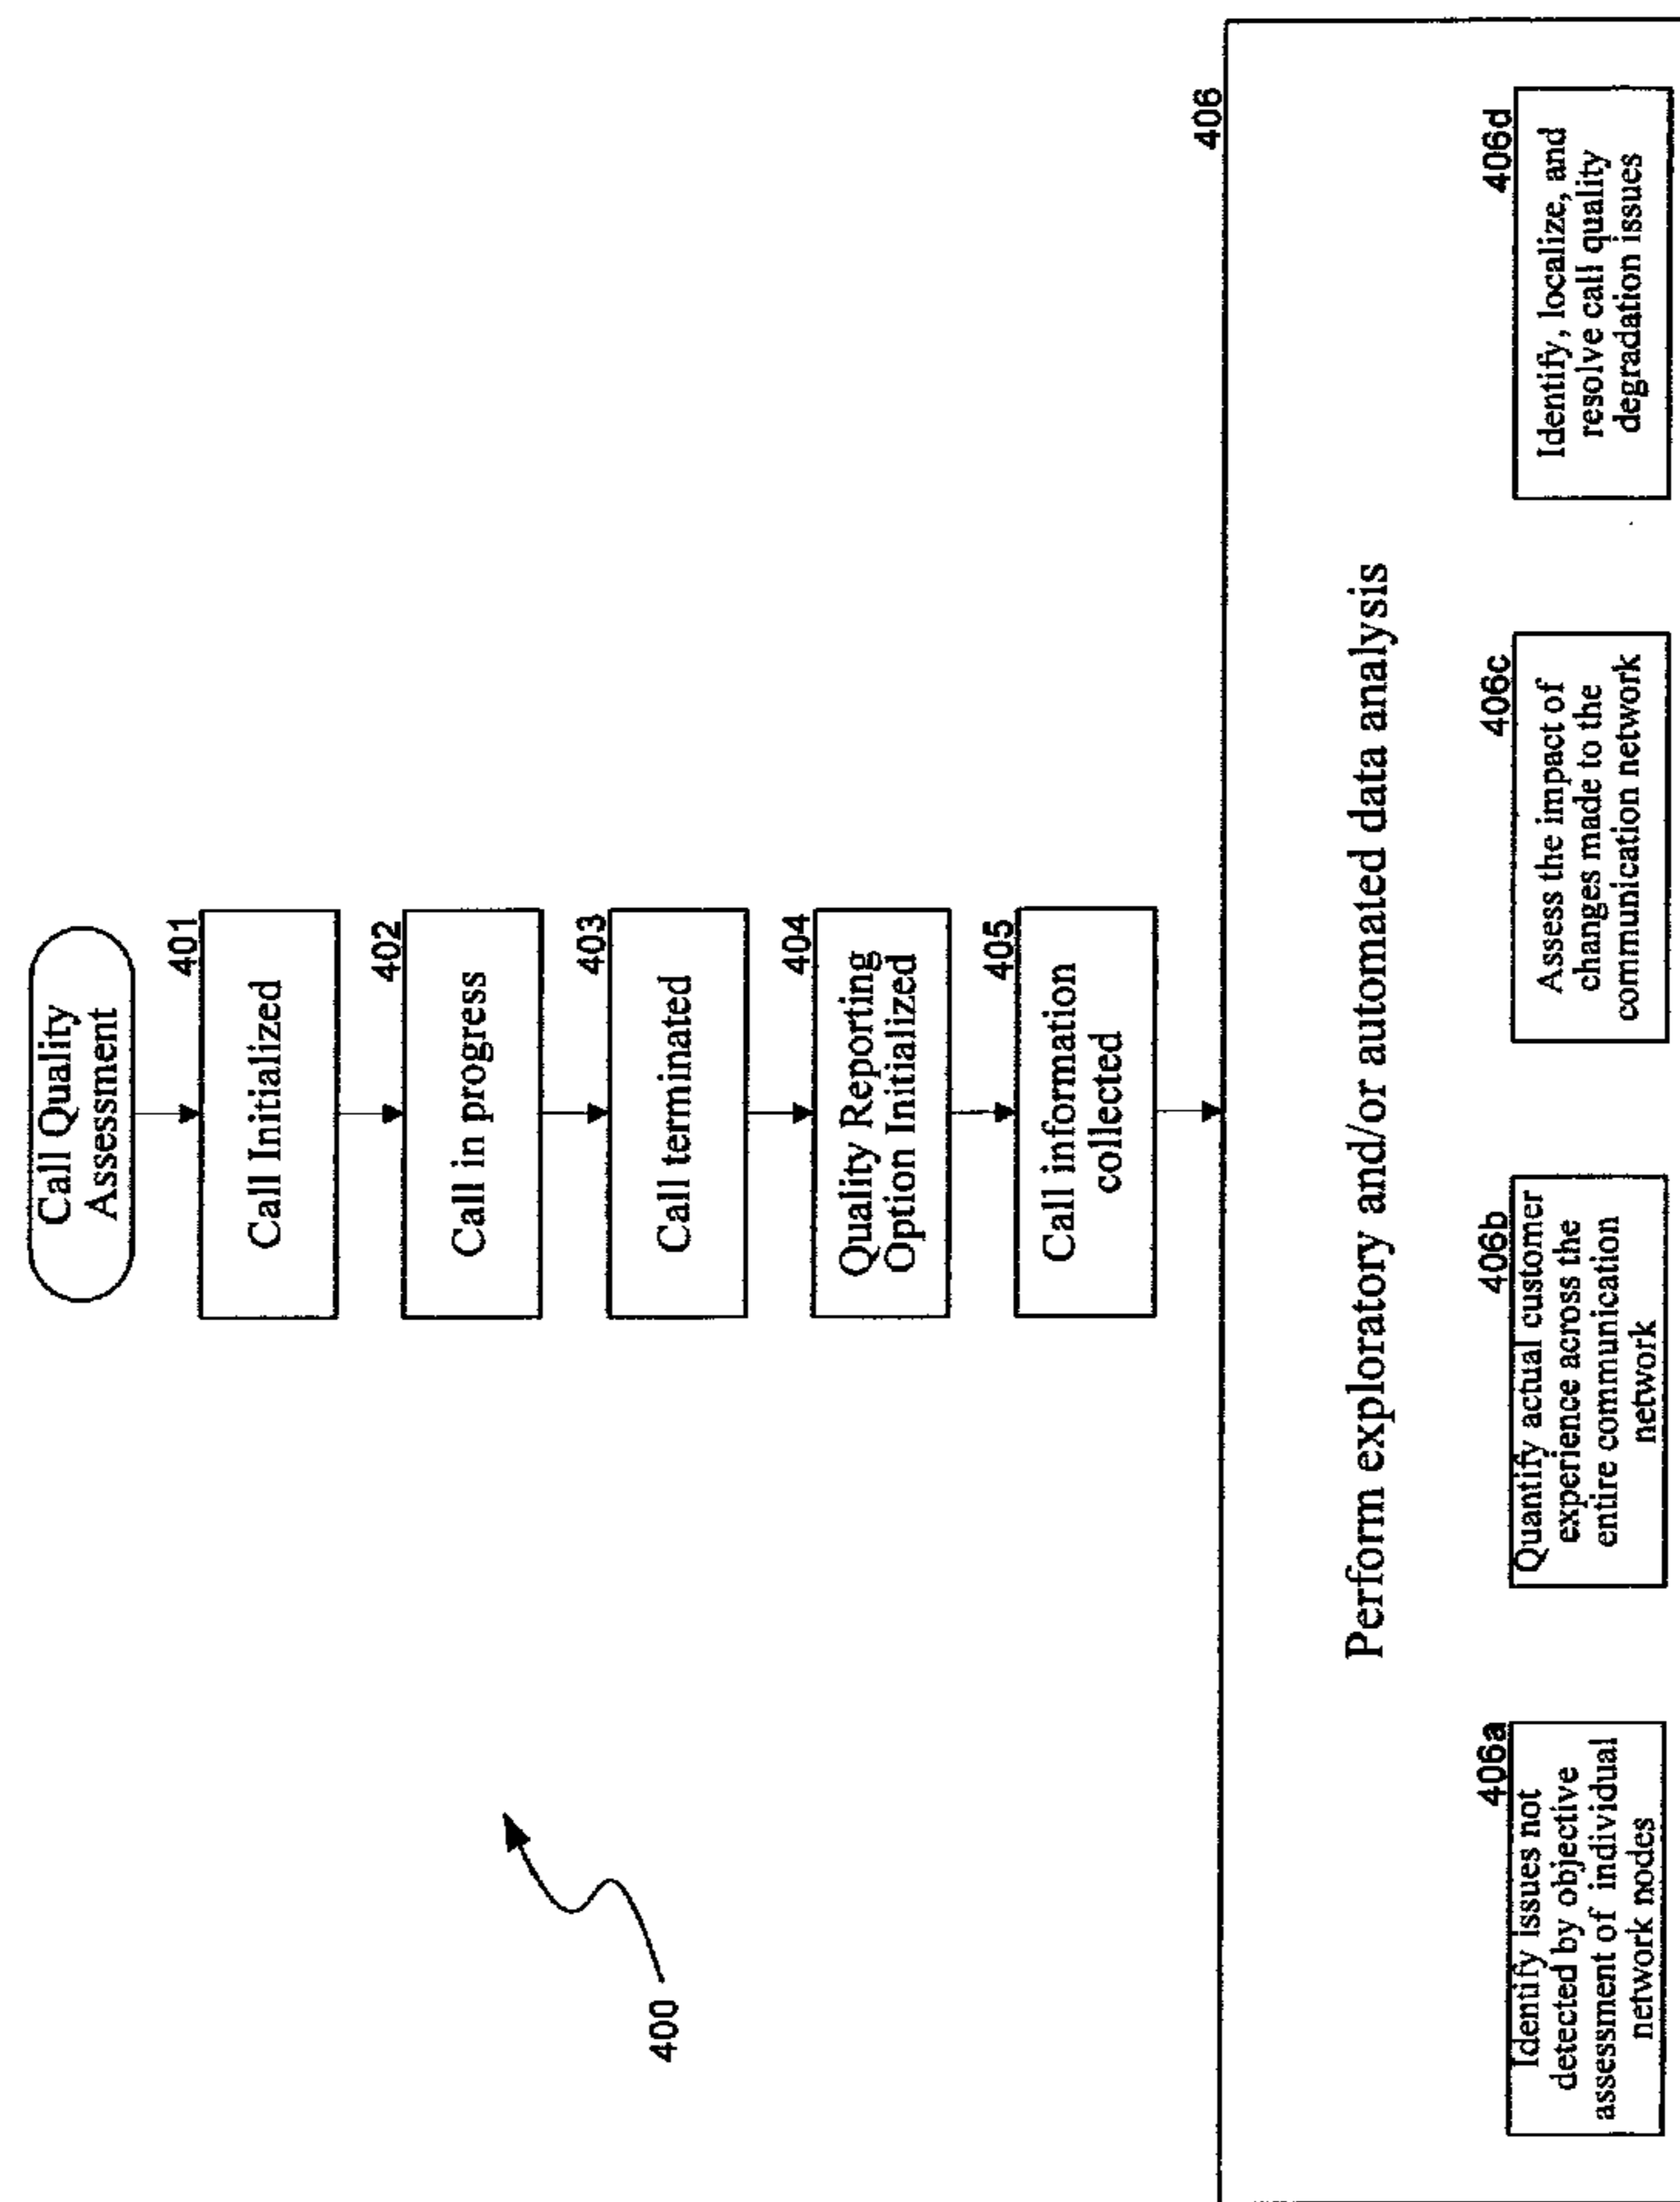 Call Quality
Assessment
401
Call Initialized
402
Call in progress
403
Call terminated
404
Quality Reporting
Option Initialized
405
Call information
collected
400
406
Perform exploratory and/or automated data analysis
406a
Identify issues not
detected by objective
assessment of individual
network nodes
406b
Quantify actual customer
experience across the
entire communication
network
406c
Assess the impact of
changes made to the
communication network
406d
Identify, localize, and
resolve call quality
degradation issues